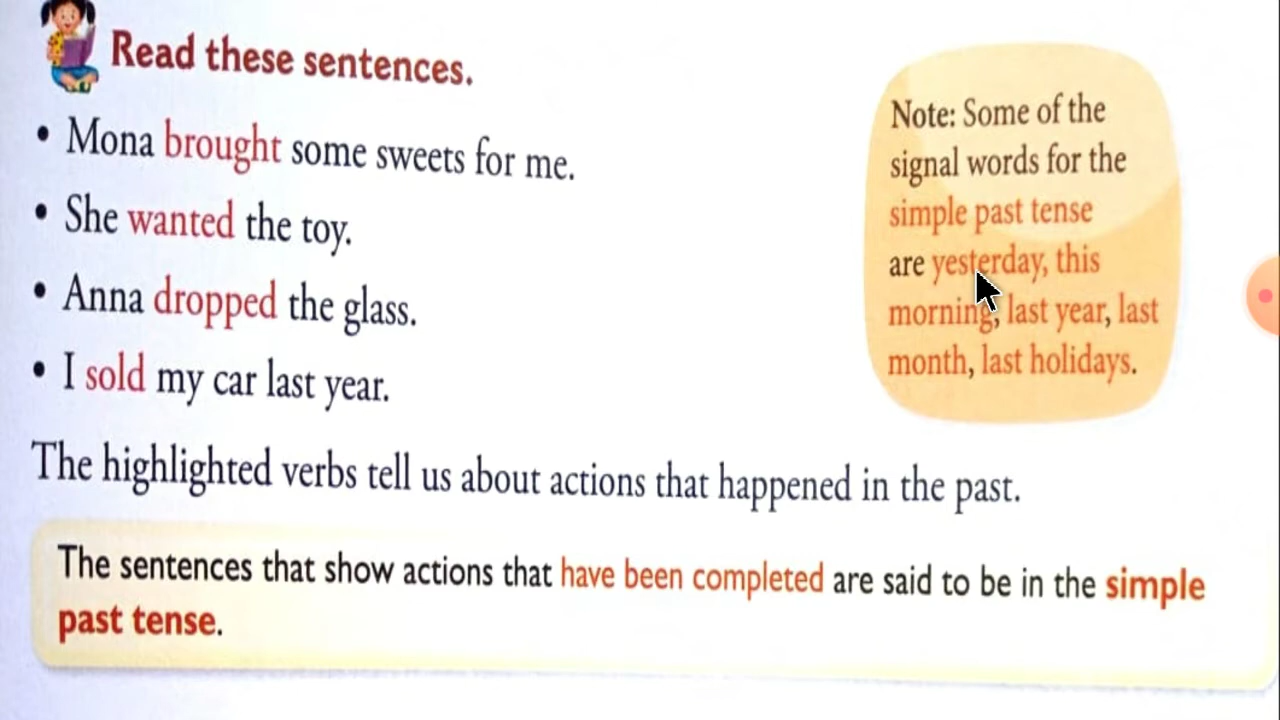 Read these sentences.
• Mona brought some sweets for me.
• She wanted the toy.
• Anna dropped the glass.
• I sold my car last year.
The highlighted verbs tell us about actions that happened in the past.
The sentences that show actions that have been completed are said to be in the simple
past tense.
Note: Some of the
signal words for the
simple past tense
are yesterday, this
morning, last year, last
month, last holidays.